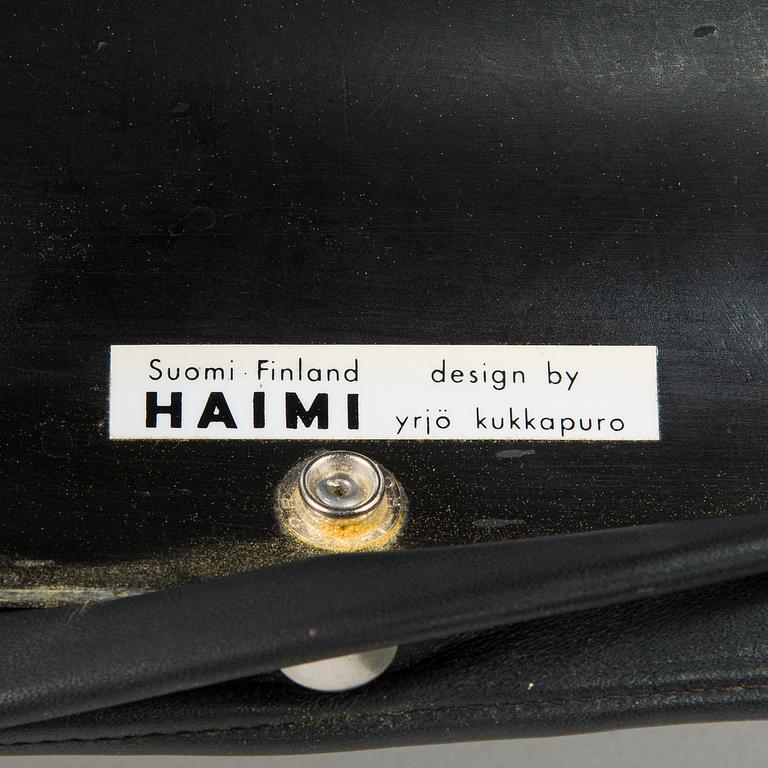 Suomi · Finland
HAIMI
design by
yrjö kukkapuro